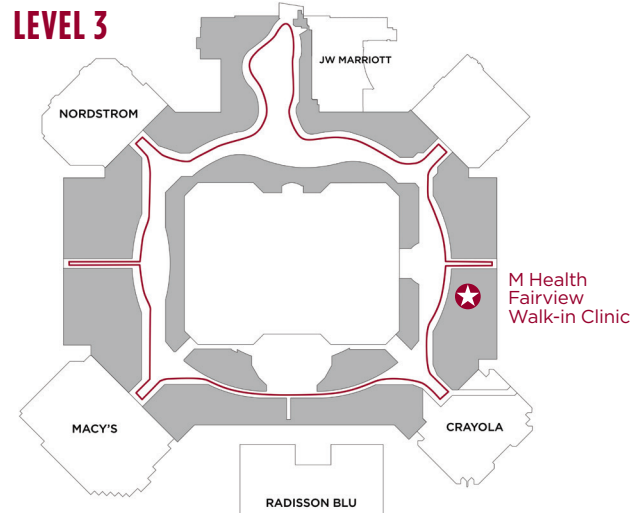 LEVEL 3
JW MARRIOTT
NORDSTROM
M Health
Fairview
Walk-in Clinic
MACY'S
CRAYOLA
RADISSON BLU